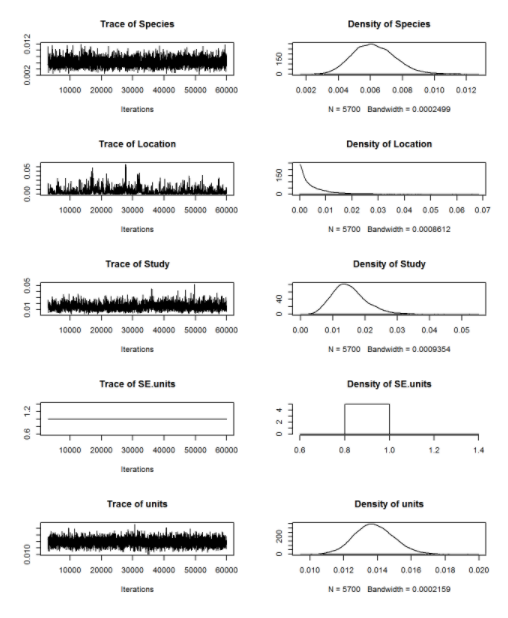 Trace of Species
0.002 0.012
10000 20000 30000 40000 50000 60000
Iterations
Density of Species
0 150
0.002 0.004 0.006 0.008 0.010 0.012
N = 5700 Bandwidth = 0.0002499
Trace of Location
0.00 0.05
10000 20000 30000 40000 50000 60000
Iterations
Density of Location
0 150
0.00 0.01 0.02 0.03 0.04 0.05 0.06 0.07
N = 5700 Bandwidth = 0.0008612
Trace of Study
0.01 0.05
10000 20000 30000 40000 50000 60000
Iterations
Density of Study
0 40
0.00 0.01 0.02 0.03 0.04 0.05
N = 5700 Bandwidth = 0.0009354
Trace of SE.units
0.6 1.2
10000 20000 30000 40000 50000 60000
Iterations
Density of SE.units
0 2 4
0.6 0.8 1.0 1.2 1.4
Trace of units
0.010
10000 20000 30000 40000 50000 60000
Iterations
Density of units
0 200
0.010 0.012 0.014 0.016 0.018 0.020
N = 5700 Bandwidth = 0.0002159